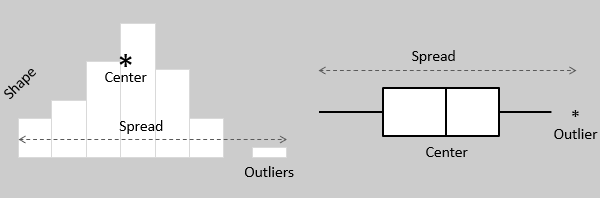 Shape
*
Center
Spread
Outliers
Spread
*
Outlier
Center